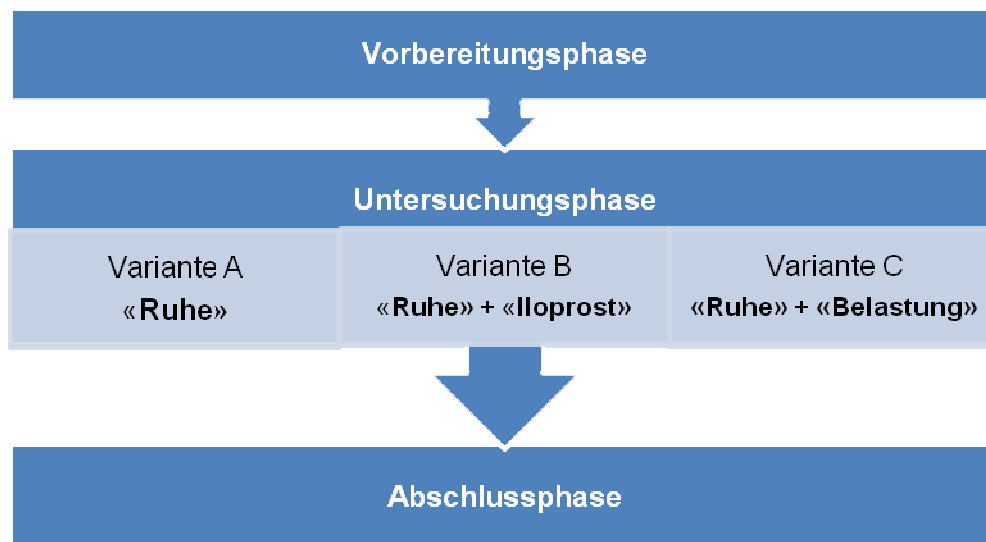 Vorbereitungsphase
Untersuchungsphase
Variante A
«Ruhe»
Variante B
«Ruhe» + «Iloprost»
Variante C
«Ruhe» + «Belastung»
Abschlussphase